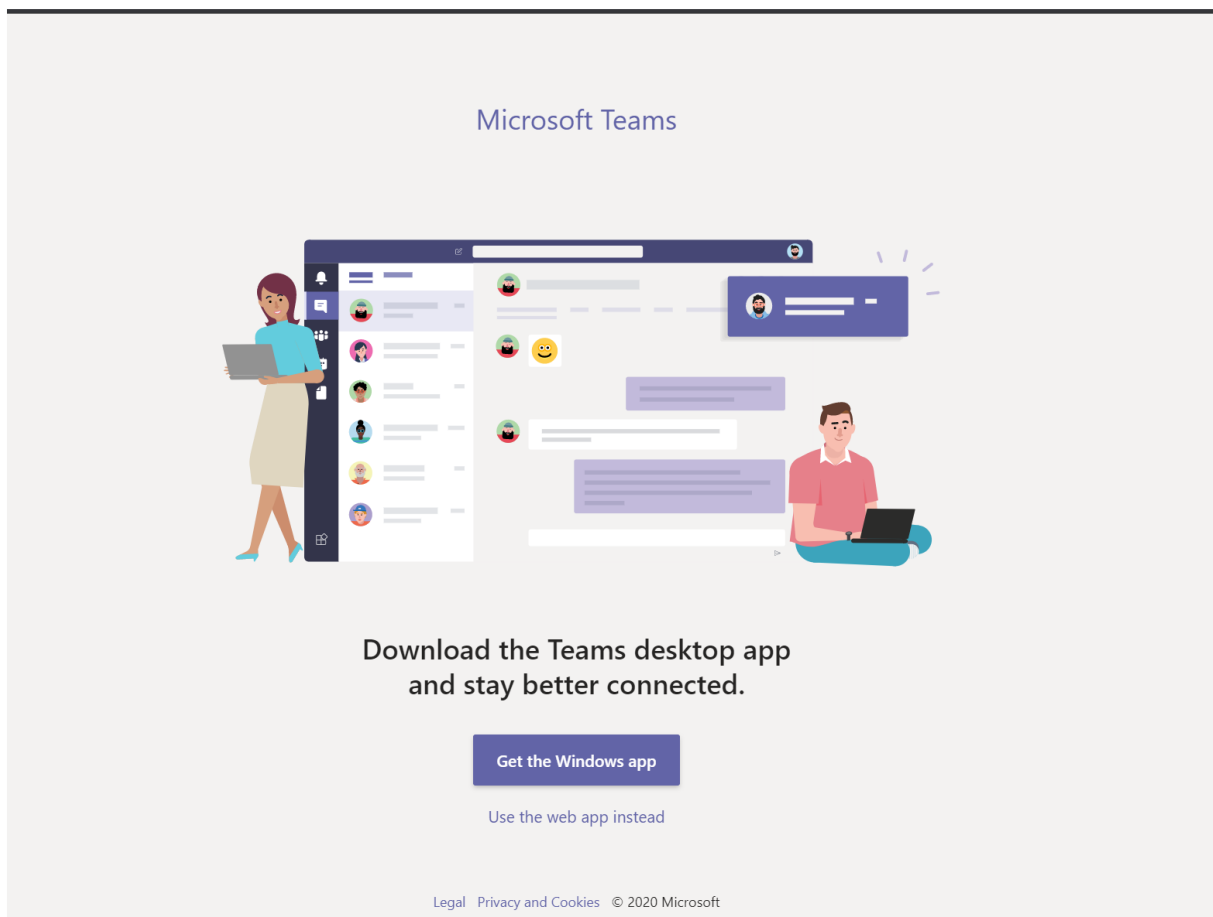 Microsoft Teams
Download the Teams desktop app
and stay better connected.
Get the Windows app
Use the web app instead
Legal Privacy and Cookies © 2020 Microsoft